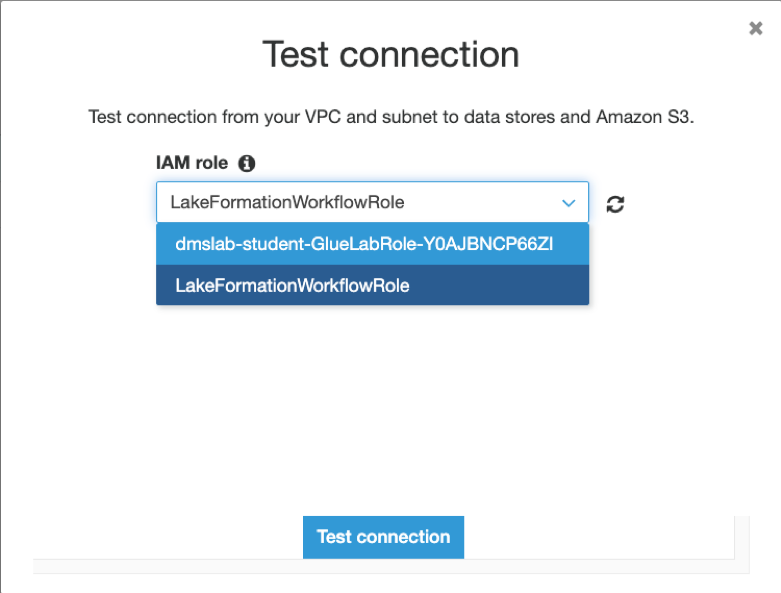 Test connection
Test connection from your VPC and subnet to data stores and Amazon S3.
IAM role
LakeFormationWorkflowRole
dmslab-student-GlueLabRole-Y0AJBNCP66ZI
LakeFormationWorkflowRole
Test connection